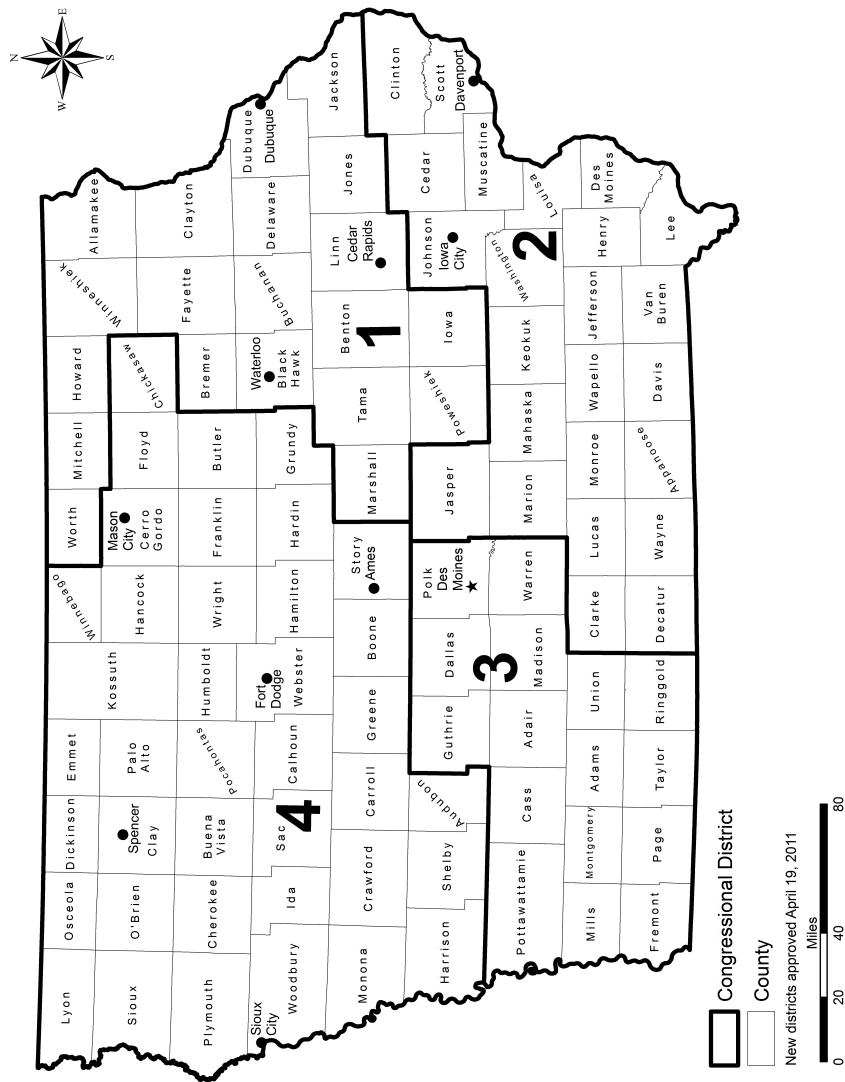 N
W
E
S
Lyon
Osceola
Dickinson
Emmet
Kossuth
Winnebago
Worth
Mitchell
Howard
Winneshiek
Allamakee
Sioux
O'Brien
Spencer
Clay
Palo
Alto
Hancock
Mason
City
Cerro
Gordo
Floyd
Chickasaw
Fayette
Clayton
Plymouth
Cherokee
Buena
Vista
Pocahontas
Humboldt
Wright
Franklin
Butler
Bremer
Sioux
City
Woodbury
Ida
Sac
Calhoun
Fort
Dodge
Webster
Hamilton
Hardin
Grundy
Waterloo
Black
Hawk
Buchanan
Delaware
Dubuque
Dubuque
4
Monona
Crawford
Carroll
Greene
Boone
Story
Ames
Marshall
Tama
Benton
1
Linn
Cedar
Rapids
Jones
Jackson
Harrison
Shelby
Audubon
Guthrie
Dallas
Polk
Des
Moines
Jasper
Poweshiek
Iowa
Johnson
Iowa
City
Cedar
Clinton
Scott
Davenport
3
Pottawattamie
Cass
Adair
Madison
Warren
Marion
Mahaska
Keokuk
Washington
2
Muscatine
Louisa
Mills
Montgomery
Adams
Union
Clarke
Lucas
Monroe
Wapello
Jefferson
Henry
Des
Moines
Fremont
Page
Taylor
Ringgold
Decatur
Wayne
Appanoose
Davis
Van
Buren
Lee
Congressional District
County
New districts approved April 19, 2011
Miles
0 20 40 80